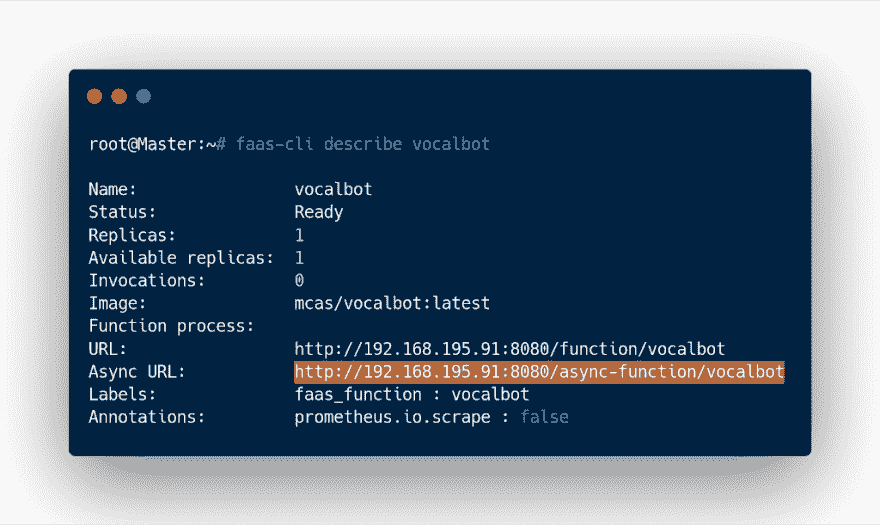 root@Master:~# faas-cli describe vocalbot
Name: vocalbot
Status: Ready
Replicas: 1
Available replicas: 1
Invocations: 0
Image: mcas/vocalbot:latest
Function process:
URL: http://192.168.195.91:8080/function/vocalbot
Async URL: http://192.168.195.91:8080/async-function/vocalbot
Labels: faas_function : vocalbot
Annotations: prometheus.io.scrape : false